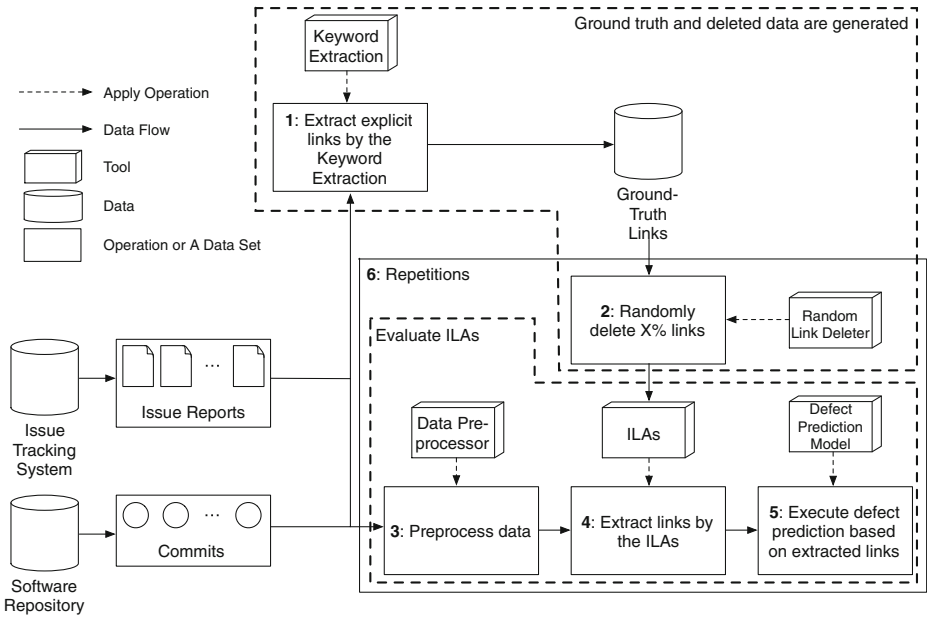 Ground truth and deleted data are generated
Keyword
Extraction
Apply Operation
Data Flow
Tool
Data
Operation or A Data Set
1: Extract explicit
links by the
Keyword
Extraction
Ground-
Truth
Links
6: Repetitions
2: Randomly
delete X% links
Random
Link Deleter
Evaluate ILAs
...
Issue Reports
Issue
Tracking
System
Data Pre-
processor
ILAs
Defect
Prediction
Model
...
Commits
3: Preprocess data
4: Extract links by
the ILAs
5: Execute defect
prediction based
on extracted links
Software
Repository